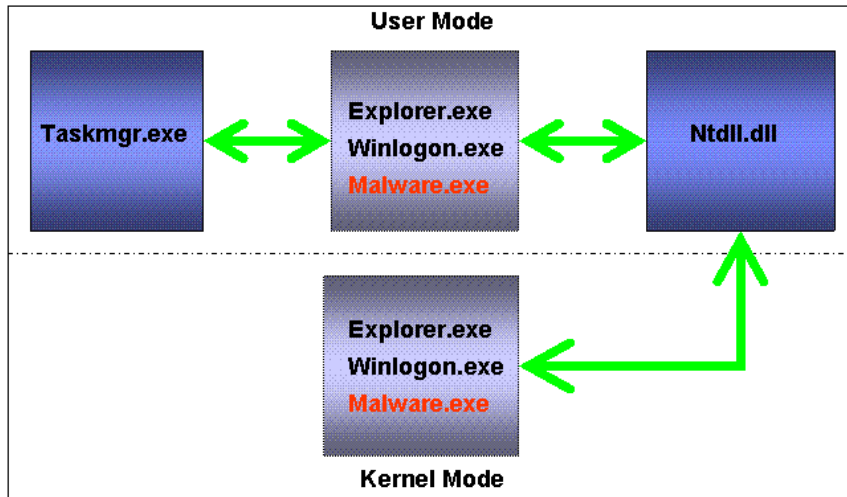 User Mode
Taskmgr.exe
Explorer.exe
Winlogon.exe
Malware.exe
Ntdll.dll
Explorer.exe
Winlogon.exe
Malware.exe
Kernel Mode